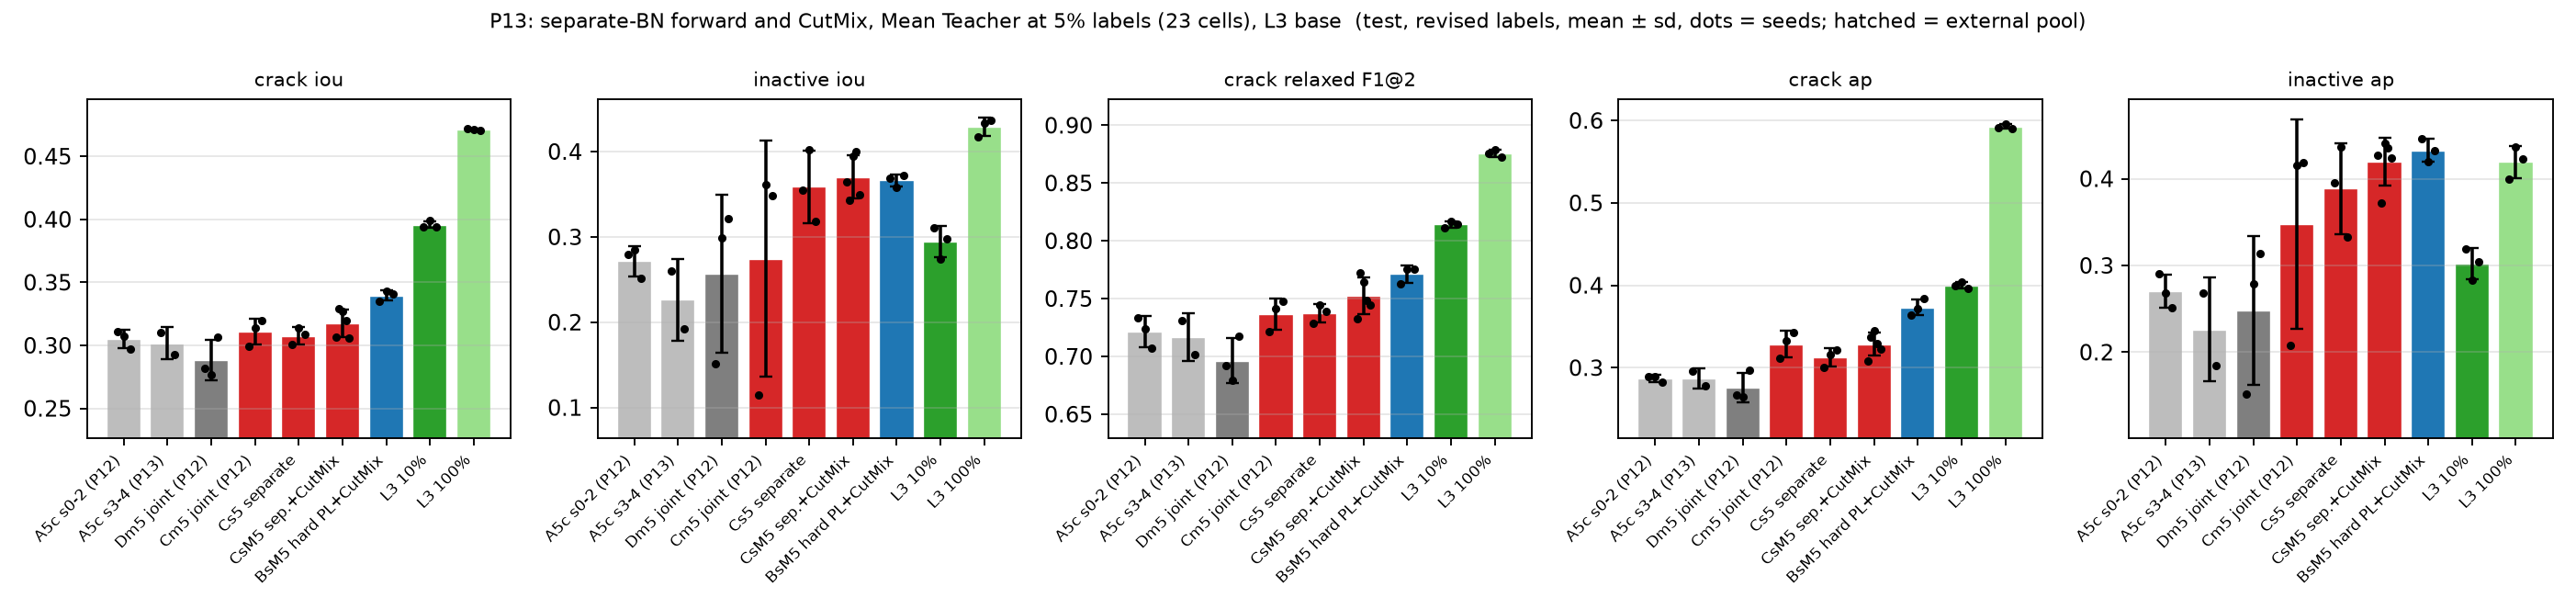 P13: separate-BN forward and CutMix, Mean Teacher at 5% labels (23 cells), L3 base  (test, revised labels, mean ± sd, dots = seeds; hatched = external pool)
crack iou
0.45
0.40
0.35
0.30
0.25
A5c s0-2 (P12)
A5c s3-4 (P13)
Dm5 joint (P12)
Cm5 joint (P12)
Cs5 separate
CsM5 sep.+CutMix
BsM5 hard PL+CutMix
L3 10%
L3 100%
inactive iou
0.4
0.3
0.2
0.1
A5c s0-2 (P12)
A5c s3-4 (P13)
Dm5 joint (P12)
Cm5 joint (P12)
Cs5 separate
CsM5 sep.+CutMix
BsM5 hard PL+CutMix
L3 10%
L3 100%
crack relaxed F1@2
0.90
0.85
0.80
0.75
0.70
0.65
A5c s0-2 (P12)
A5c s3-4 (P13)
Dm5 joint (P12)
Cm5 joint (P12)
Cs5 separate
CsM5 sep.+CutMix
BsM5 hard PL+CutMix
L3 10%
L3 100%
crack ap
0.6
0.5
0.4
0.3
A5c s0-2 (P12)
A5c s3-4 (P13)
Dm5 joint (P12)
Cm5 joint (P12)
Cs5 separate
CsM5 sep.+CutMix
BsM5 hard PL+CutMix
L3 10%
L3 100%
inactive ap
0.4
0.3
0.2
A5c s0-2 (P12)
A5c s3-4 (P13)
Dm5 joint (P12)
Cm5 joint (P12)
Cs5 separate
CsM5 sep.+CutMix
BsM5 hard PL+CutMix
L3 10%
L3 100%